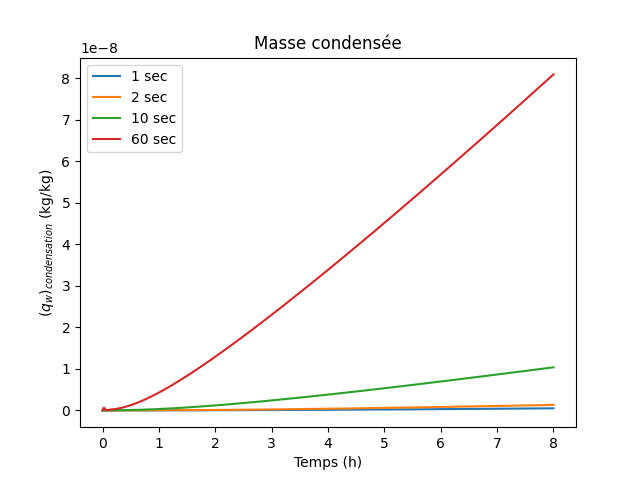 Masse condensée
1e−8
1 sec
2 sec
10 sec
60 sec
8
7
6
5
4
3
2
1
0
(q_w)_condensation (kg/kg)
0 1 2 3 4 5 6 7 8
Temps (h)